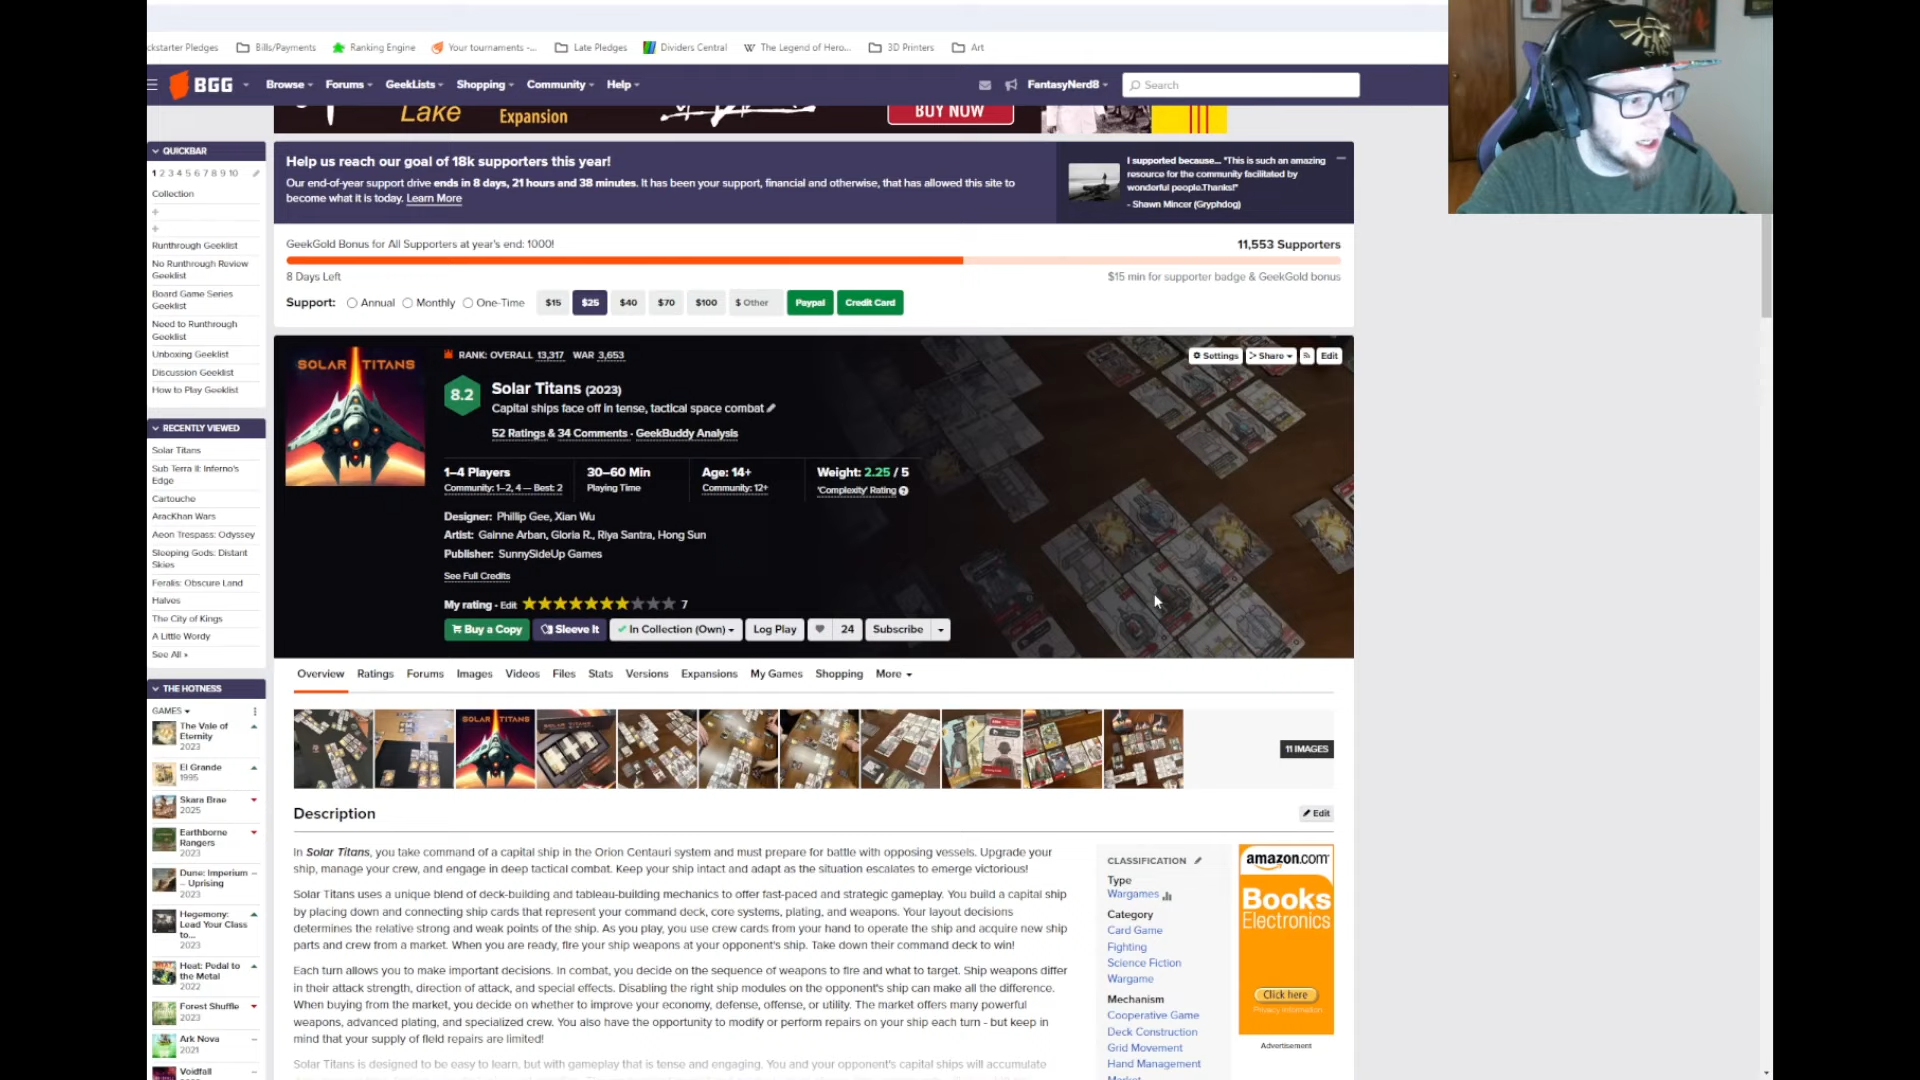 ckstarter Pledges Bills/Payments Ranking Engine Your tournaments -... Late Pledges Dividers Central The Legend of Hero... 3D Printers Art
BGG Browse Forums GeekLists Shopping Community Help FantasyNerd8 Search
Lake Expansion BUY NOW
QUICKBAR
1 2 3 4 5 6 7 8 9 10
Collection
+
+
Runthrough Geeklist
No Runthrough Review
Geeklist
Board Game Series
Geeklist
Need to Runthrough
Geeklist
Unboxing Geeklist
Discussion Geeklist
How to Play Geeklist
RECENTLY VIEWED
Solar Titans
Sub Terra II: Inferno's
Edge
Cartouche
AracKhan Wars
Aeon Trespass: Odyssey
Sleeping Gods: Distant
Skies
Feralis: Obscure Land
Halves
The City of Kings
A Little Wordy
See All »
THE HOTNESS
GAMES
The Vale of
Eternity
2023
El Grande
1995
Skara Brae
2025
Earthborne
Rangers
2023
Dune: Imperium
– Uprising
2023
Hegemony:
Lead Your Class
to...
2023
Heat: Pedal to
the Metal
2022
Forest Shuffle
2023
Ark Nova
2021
Voidfall
Help us reach our goal of 18k supporters this year!
Our end-of-year support drive ends in 8 days, 21 hours and 38 minutes. It has been your support, financial and otherwise, that has allowed this site to
become what it is today. Learn More
I supported because... "This is such an amazing
resource for the community facilitated by
wonderful people.Thanks!"
- Shawn Mincer (Gryphdog)
GeekGold Bonus for All Supporters at year's end: 1000!
11,553 Supporters
8 Days Left
$15 min for supporter badge & GeekGold bonus
Support: Annual Monthly One-Time $15 $25 $40 $70 $100 $ Other Paypal Credit Card
SOLAR TITANS
RANK: OVERALL 13,317 WAR 3,653
Settings Share Edit
8.2
Solar Titans (2023)
Capital ships face off in tense, tactical space combat
52 Ratings & 34 Comments · GeekBuddy Analysis
1–4 Players
Community: 1–2, 4 — Best: 2
30–60 Min
Playing Time
Age: 14+
Community: 12+
Weight: 2.25 / 5
'Complexity' Rating
Designer: Phillip Gee, Xian Wu
Artist: Gainne Arban, Gloria R., Riya Santra, Hong Sun
Publisher: SunnySideUp Games
See Full Credits
My rating · Edit 7
Buy a Copy Sleeve It In Collection (Own) Log Play 24 Subscribe
Overview Ratings Forums Images Videos Files Stats Versions Expansions My Games Shopping More
SOLAR TITANS
11 IMAGES
Description
Edit
In Solar Titans, you take command of a capital ship in the Orion Centauri system and must prepare for battle with opposing vessels. Upgrade your
ship, manage your crew, and engage in deep tactical combat. Keep your ship intact and adapt as the situation escalates to emerge victorious!
Solar Titans uses a unique blend of deck-building and tableau-building mechanics to offer fast-paced and strategic gameplay. You build a capital ship
by placing down and connecting ship cards that represent your command deck, core systems, plating, and weapons. Your layout decisions
determines the relative strong and weak points of the ship. As you play, you use crew cards from your hand to operate the ship and acquire new ship
parts and crew from a market. When you are ready, fire your ship weapons at your opponent's ship. Take down their command deck to win!
Each turn allows you to make important decisions. In combat, you decide on the sequence of weapons to fire and what to target. Ship weapons differ
in their attack strength, direction of attack, and special effects. Disabling the right ship modules on the opponent's ship can make all the difference.
When buying from the market, you decide on whether to improve your economy, defense, offense, or utility. The market offers many powerful
weapons, advanced plating, and specialized crew. You also have the opportunity to modify or perform repairs on your ship each turn - but keep in
mind that your supply of field repairs are limited!
Solar Titans is designed to be easy to learn, but with gameplay that is tense and engaging. You and your opponent's capital ships will accumulate
CLASSIFICATION
Type
Wargames
Category
Card Game
Fighting
Science Fiction
Wargame
Mechanism
Cooperative Game
Deck Construction
Grid Movement
Hand Management
Market
amazon.com
Books
Electronics
Click here
Privacy Information
Advertisement